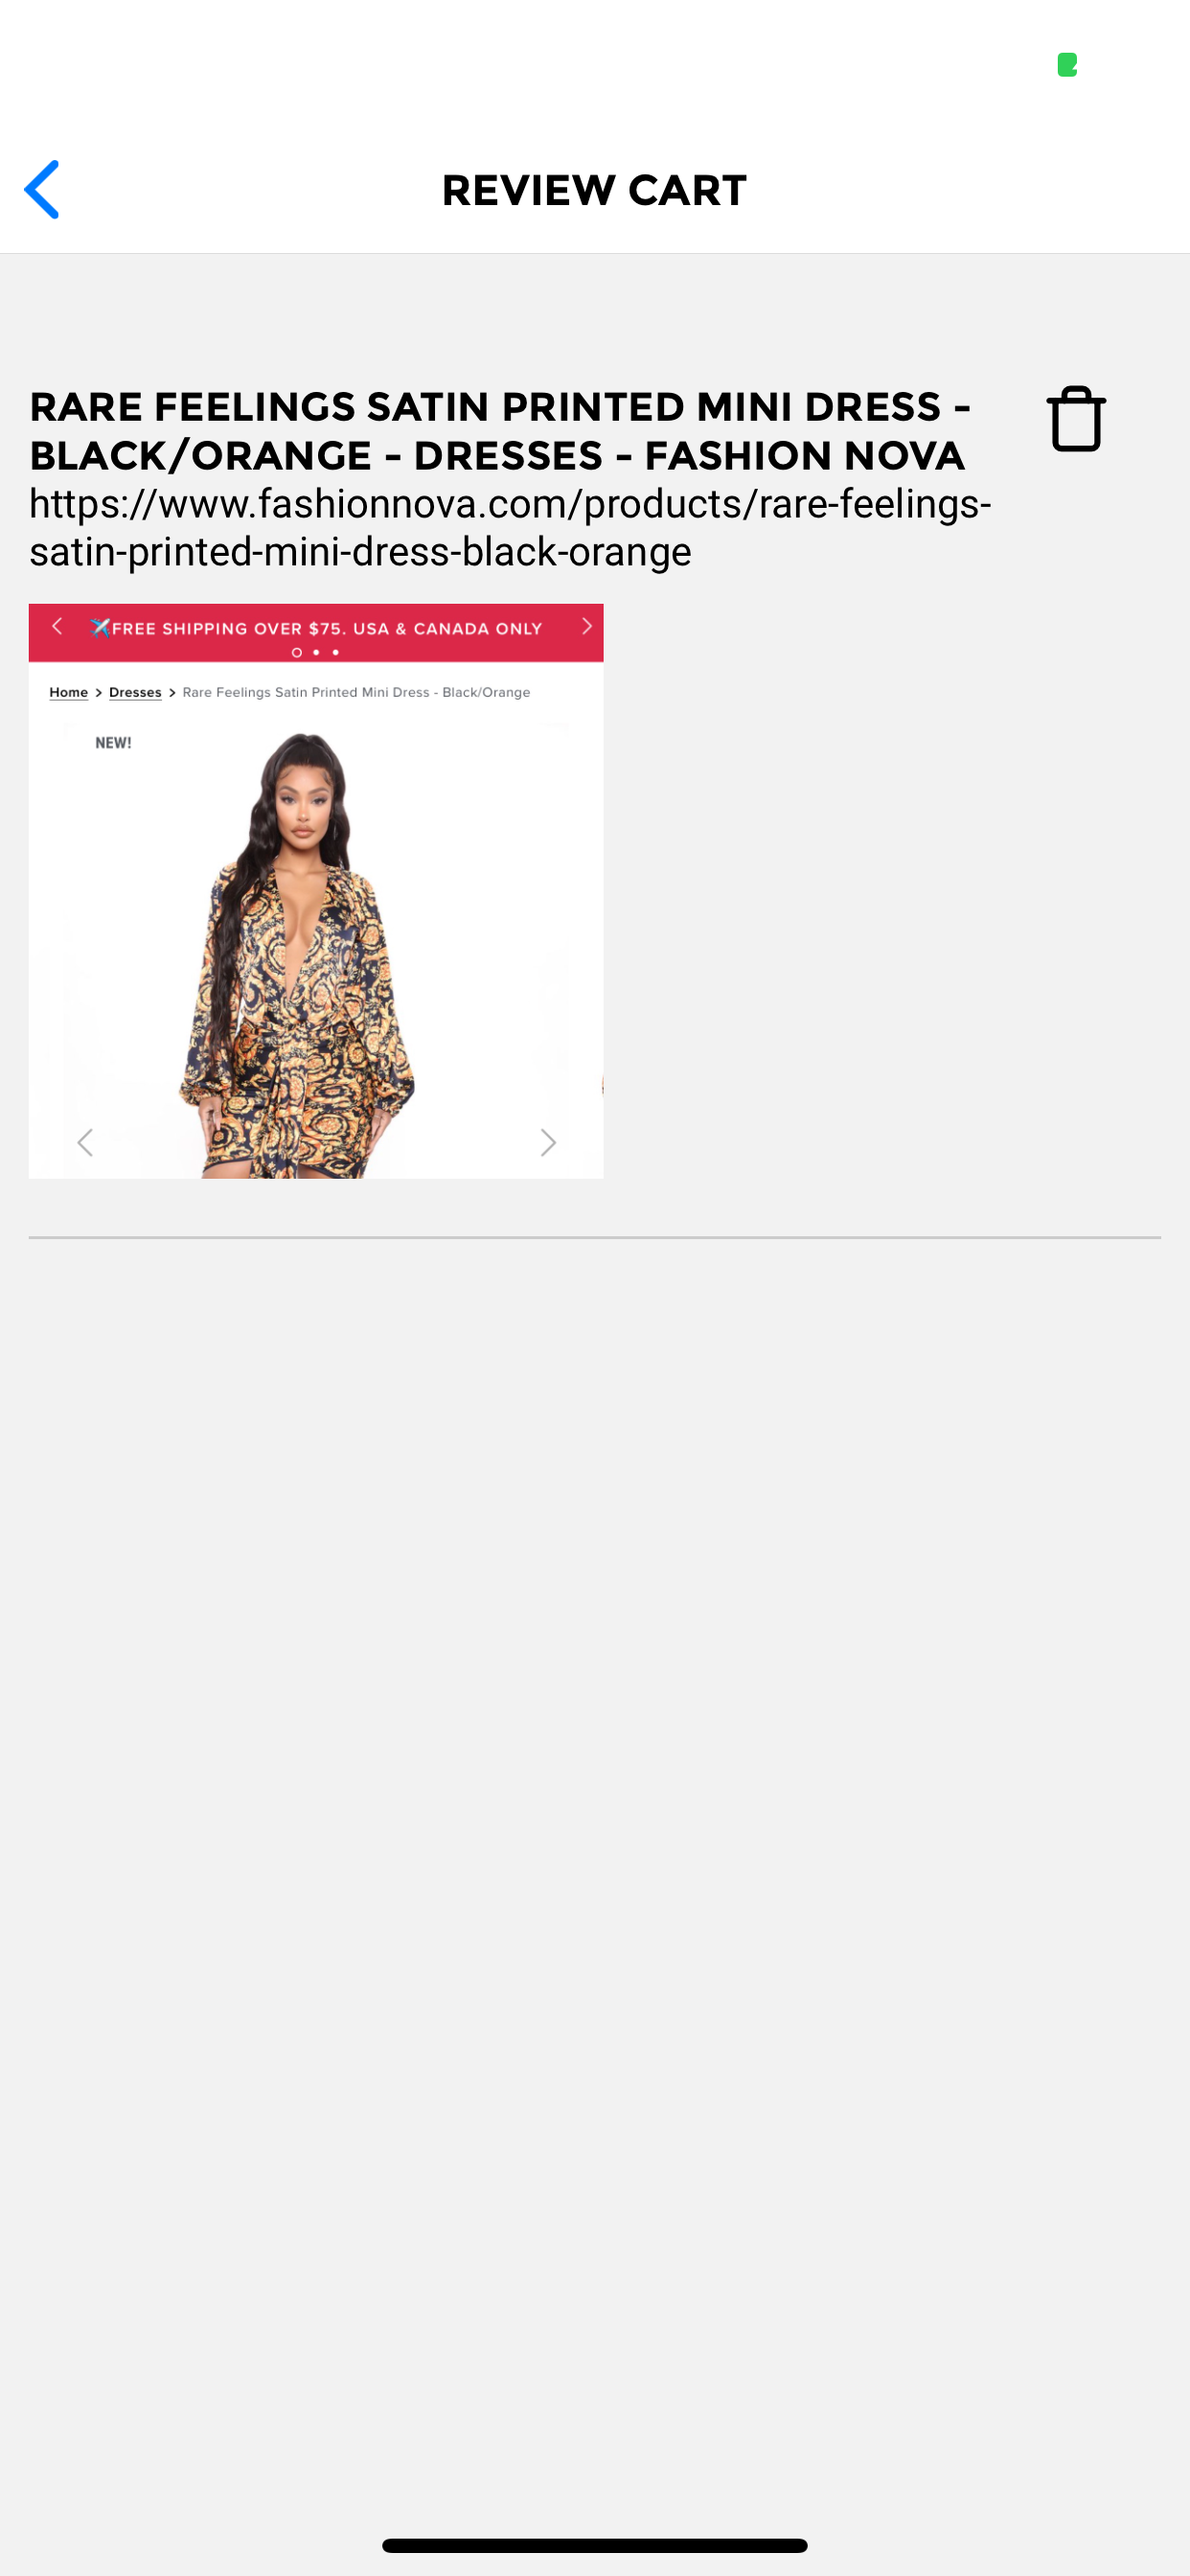 REVIEW CART
RARE FEELINGS SATIN PRINTED MINI DRESS -
BLACK/ORANGE - DRESSES - FASHION NOVA
https://www.fashionnova.com/products/rare-feelings-
satin-printed-mini-dress-black-orange
✈️FREE SHIPPING OVER $75. USA & CANADA ONLY
Home > Dresses > Rare Feelings Satin Printed Mini Dress - Black/Orange
NEW!